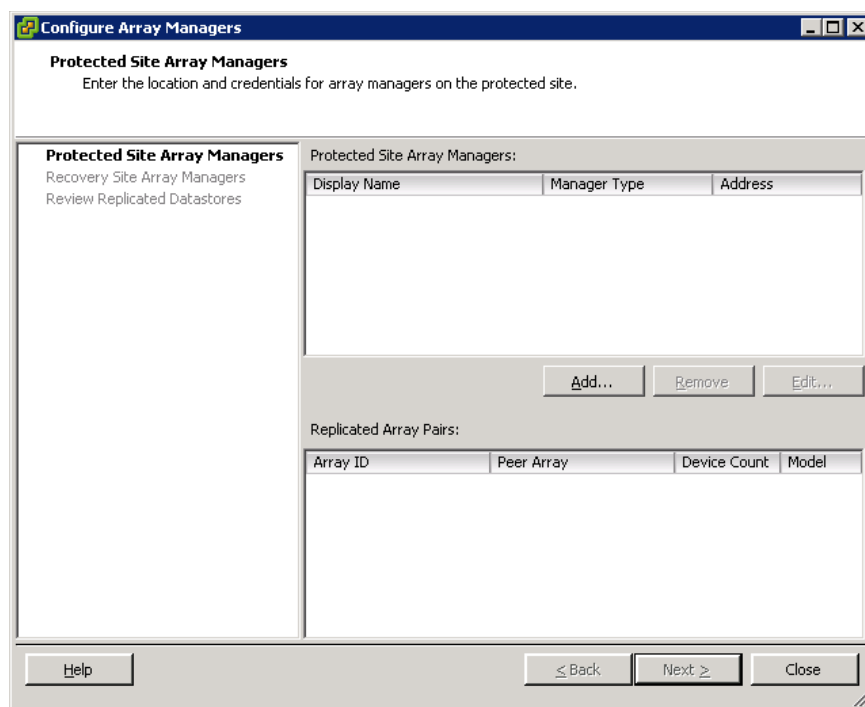 Configure Array Managers
Protected Site Array Managers
Enter the location and credentials for array managers on the protected site.
Protected Site Array Managers
Recovery Site Array Managers
Review Replicated Datastores
Protected Site Array Managers:
Display Name Manager Type Address
Add... Remove Edit...
Replicated Array Pairs:
Array ID Peer Array Device Count Model
Help < Back Next > Close